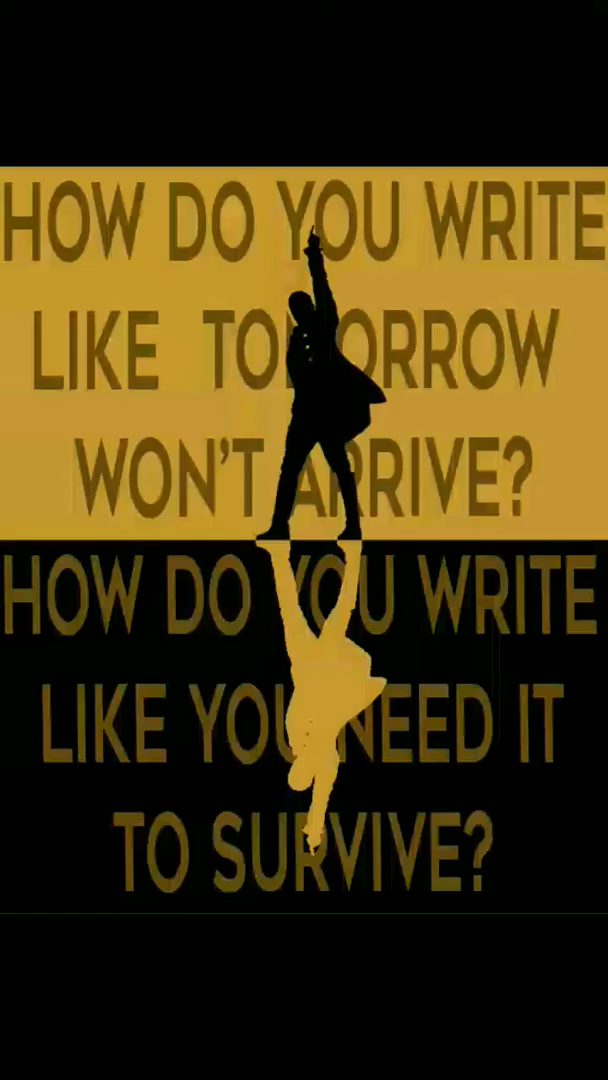 HOW DO YOU WRITE
LIKE TOMORROW
WON'T ARRIVE?
HOW DO YOU WRITE
LIKE YOU NEED IT
TO SURVIVE?